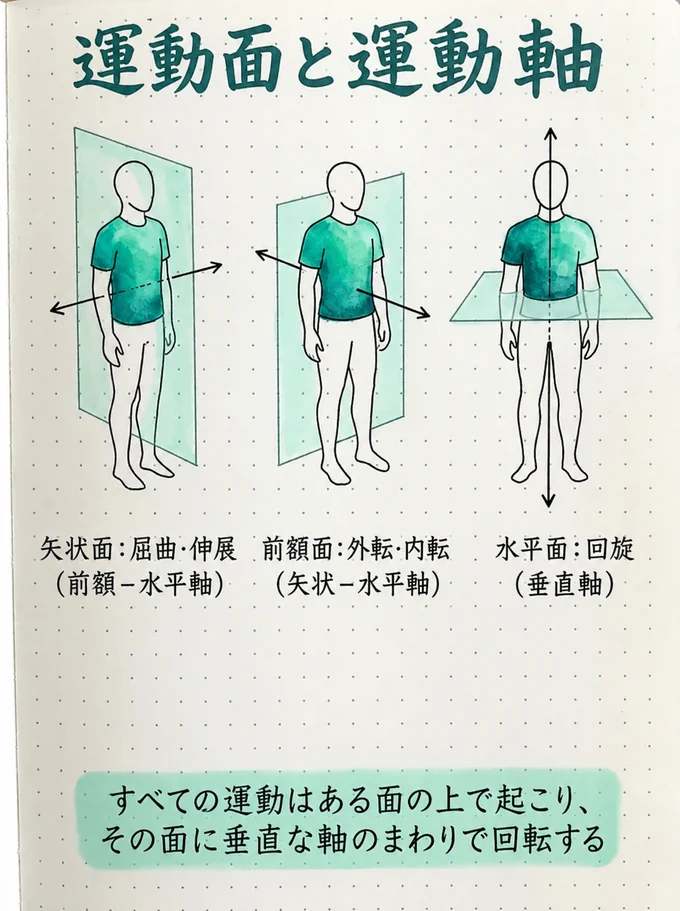 運動面と運動軸
矢状面：屈曲・伸展
（前額－水平軸）
前額面：外転・内転
（矢状－水平軸）
水平面：回旋
（垂直軸）
すべての運動はある面の上で起こり、
その面に垂直な軸のまわりで回転する